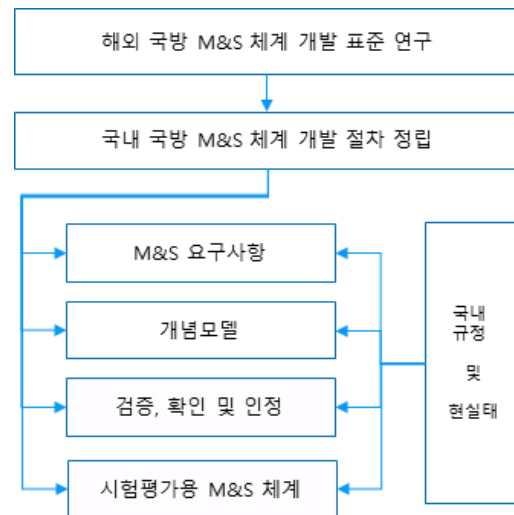 해외 국방 M&S 체계 개발 표준 연구
국내 국방 M&S 체계 개발 절차 정립
M&S 요구사항
개념모델
검증, 확인 및 인정
시험평가용 M&S 체계
국내
규정
및
현실태